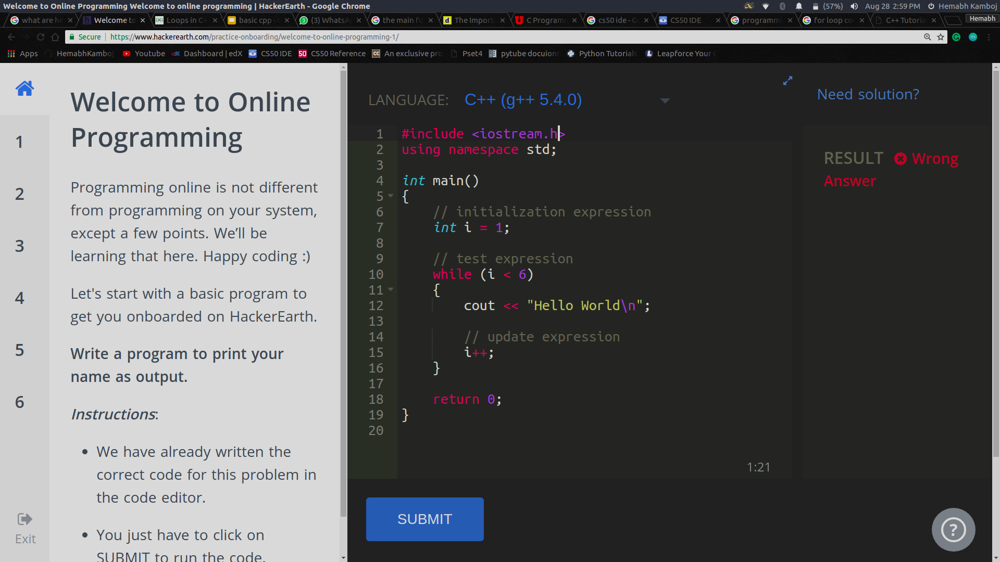 Welcome to Online Programming Welcome to online programming | HackerEarth - Google Chrome
(57%) Aug 28 2:59 PM Hemabh Kamboj
what are he Welcome to Loops in C+ basic cpp - (3) WhatsA the main fu The Import C Program cs50 ide - G CS50 IDE programmi for loop co C++ Tutoria Hemabh
Secure https://www.hackerearth.com/practice-onboarding/welcome-to-online-programming-1/
Apps HemabhKamboj Youtube Dashboard | edX CS50 IDE CS50 Reference An exclusive pro Pset4 pytube docuion Python Tutorials Leapforce Your
Welcome to Online
Programming
Programming online is not different
from programming on your system,
except a few points. We’ll be
learning that here. Happy coding :)
Let's start with a basic program to
get you onboarded on HackerEarth.
Write a program to print your
name as output.
Instructions:
• We have already written the
correct code for this problem in
the code editor.
• You just have to click on
SUBMIT to run the code.
1
2
3
4
5
6
Exit
LANGUAGE: C++ (g++ 5.4.0)
Need solution?
1 #include <iostream.h>
2 using namespace std;
3
4 int main()
5 {
6 // initialization expression
7 int i = 1;
8
9 // test expression
10 while (i < 6)
11 {
12 cout << "Hello World\n";
13
14 // update expression
15 i++;
16 }
17
18 return 0;
19 }
20
1:21
RESULT Wrong
Answer
SUBMIT
?